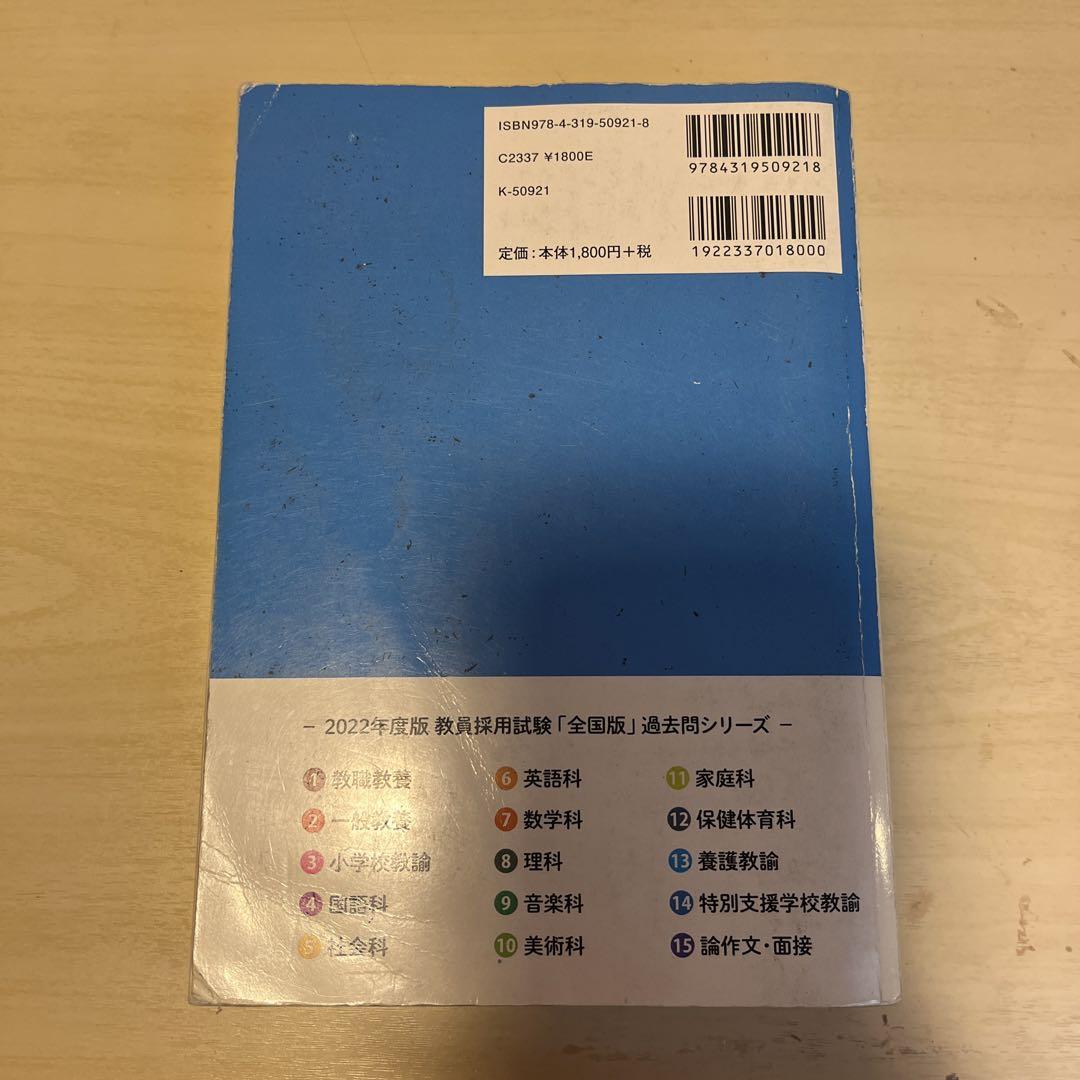 ISBN978-4-319-50921-8
C2337 ¥1800E
K-50921
定価:本体1,800円+税
9784319509218
1922337018000
– 2022年度版 教員採用試験「全国版」過去問シリーズ –
1 教職教養
2 一般教養
3 小学校教諭
4 国語科
5 社会科
6 英語科
7 数学科
8 理科
9 音楽科
10 美術科
11 家庭科
12 保健体育科
13 養護教諭
14 特別支援学校教諭
15 論作文・面接